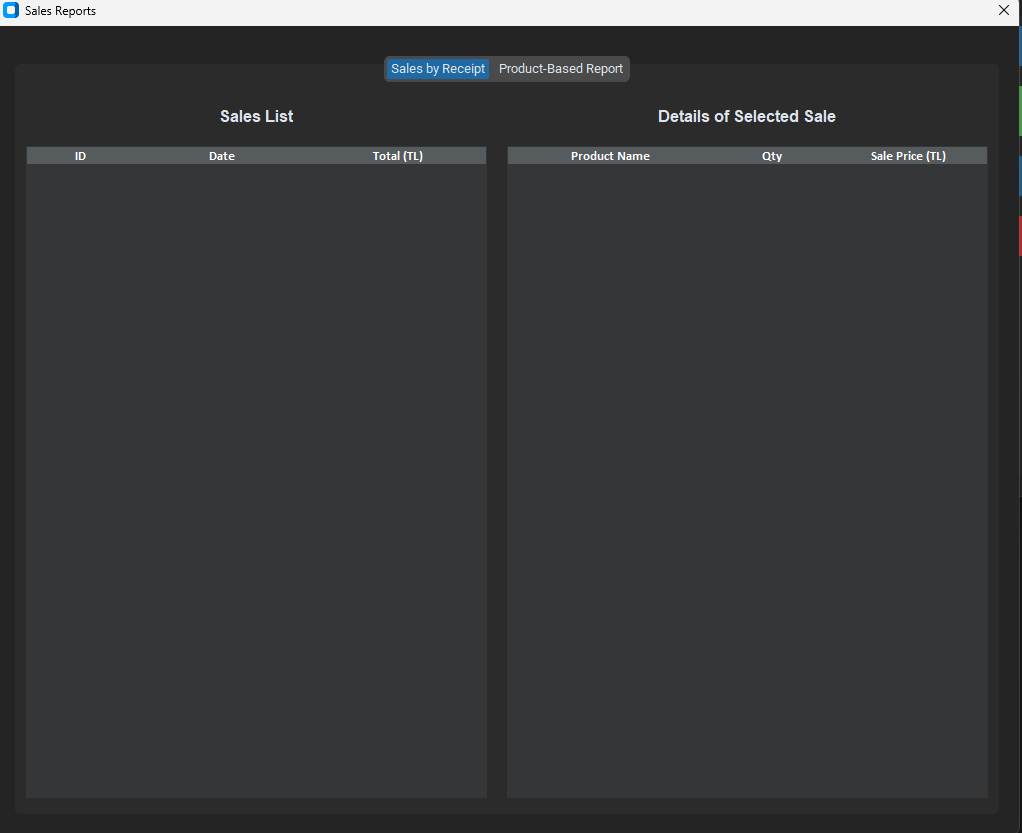 Sales Reports
Sales by Receipt Product-Based Report
Sales List
ID Date Total (TL)
Details of Selected Sale
Product Name Qty Sale Price (TL)